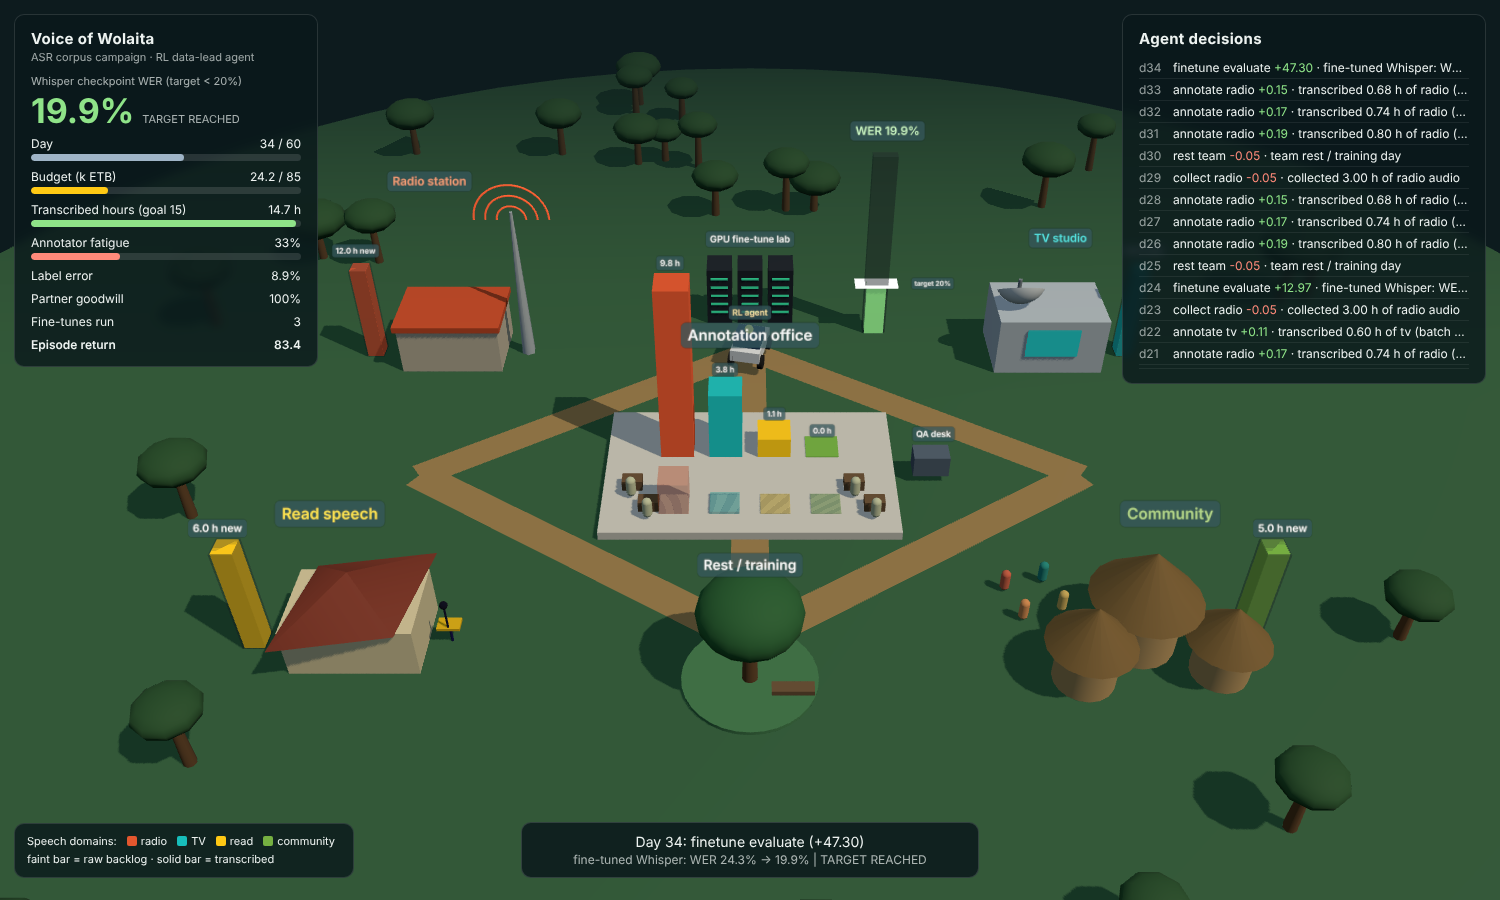 Voice of Wolaita
ASR corpus campaign · RL data-lead agent
Whisper checkpoint WER (target < 20%)
19.9% TARGET REACHED
Day 34 / 60
Budget (k ETB) 24.2 / 85
Transcribed hours (goal 15) 14.7 h
Annotator fatigue 33%
Label error 8.9%
Partner goodwill 100%
Fine-tunes run 3
Episode return 83.4
Agent decisions
d34 finetune evaluate +47.30 · fine-tuned Whisper: W...
d33 annotate radio +0.15 · transcribed 0.68 h of radio (...
d32 annotate radio +0.17 · transcribed 0.74 h of radio (...
d31 annotate radio +0.19 · transcribed 0.80 h of radio (...
d30 rest team -0.05 · team rest / training day
d29 collect radio -0.05 · collected 3.00 h of radio audio
d28 annotate radio +0.15 · transcribed 0.68 h of radio (...
d27 annotate radio +0.17 · transcribed 0.74 h of radio (...
d26 annotate radio +0.19 · transcribed 0.80 h of radio (...
d25 rest team -0.05 · team rest / training day
d24 finetune evaluate +12.97 · fine-tuned Whisper: WE...
d23 collect radio -0.05 · collected 3.00 h of radio audio
d22 annotate tv +0.11 · transcribed 0.60 h of tv (batch ...
d21 annotate radio +0.17 · transcribed 0.74 h of radio (...
WER 19.9%
Radio station
12.0 h new
GPU fine-tune lab
TV studio
9.8 h
target 20%
RL agent
Annotation office
3.8 h
1.1 h
0.0 h
QA desk
Read speech
6.0 h new
Community
5.0 h new
Rest / training
Speech domains: radio TV read community
faint bar = raw backlog · solid bar = transcribed
Day 34: finetune evaluate (+47.30)
fine-tuned Whisper: WER 24.3% → 19.9% | TARGET REACHED